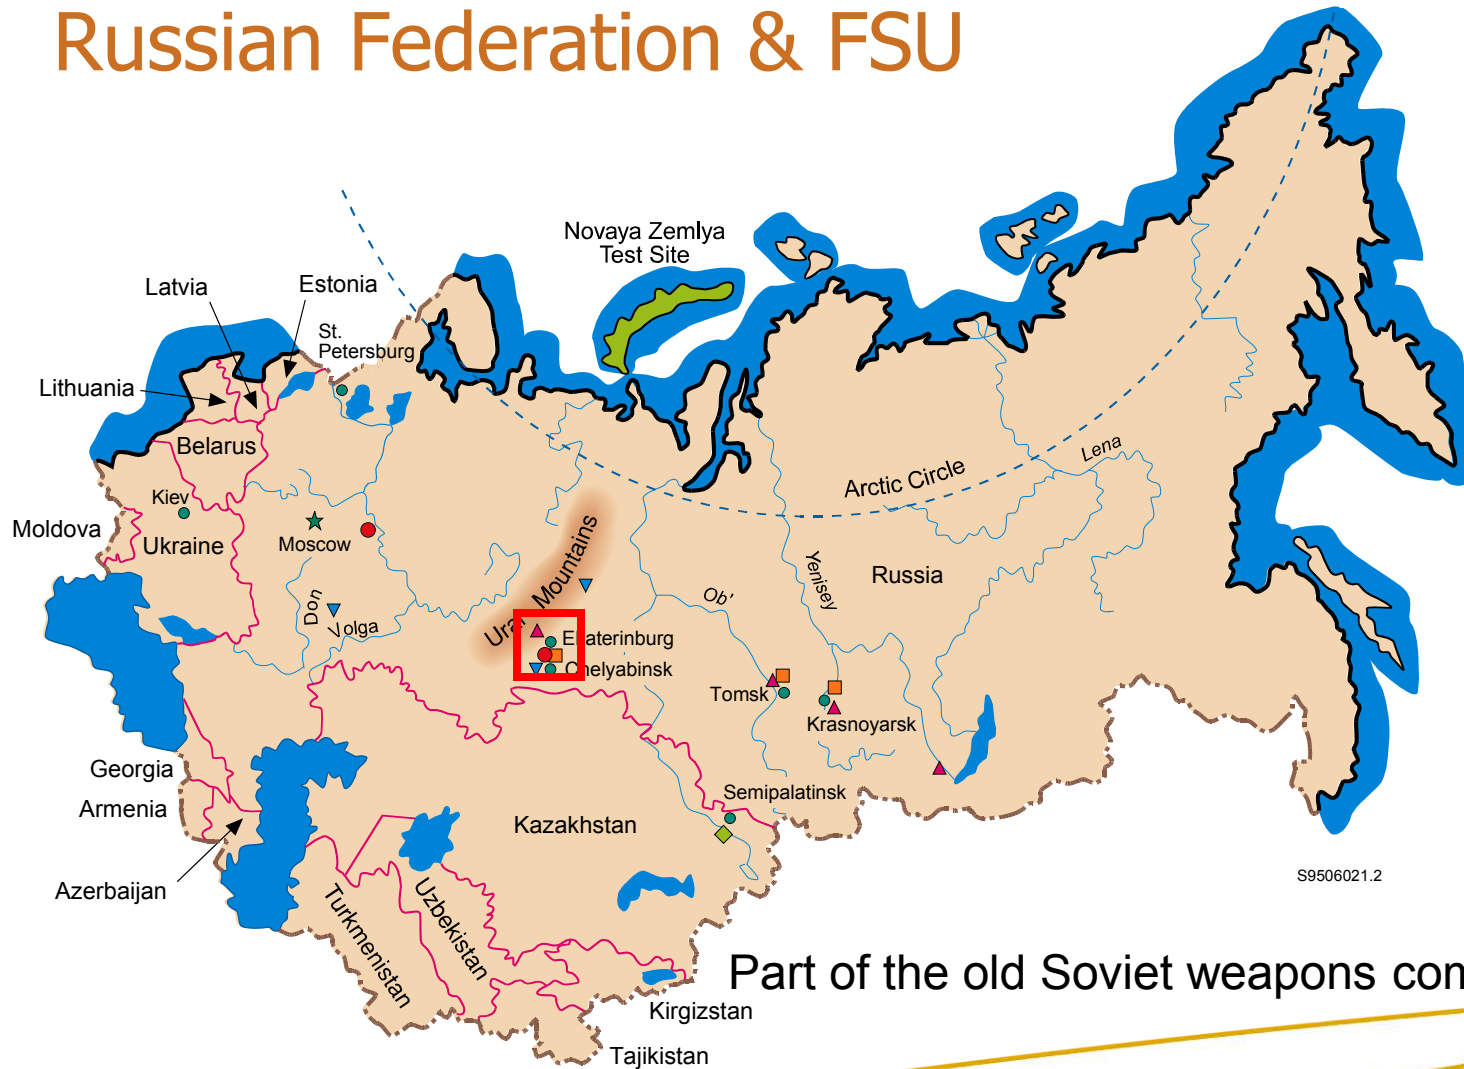 Russian Federation & FSU
Novaya Zemlya
Test Site
Latvia
Estonia
St.
Petersburg
Lithuania
Belarus
Kiev
Moldova
Ukraine
Moscow
Don
Volga
Ural Mountains
Ekaterinburg
Chelyabinsk
Ob'
Yenisey
Lena
Arctic Circle
Russia
Tomsk
Krasnoyarsk
Georgia
Armenia
Azerbaijan
Semipalatinsk
Kazakhstan
Turkmenistan
Uzbekistan
S9506021.2
Part of the old Soviet weapons com
Kirgizstan
Tajikistan